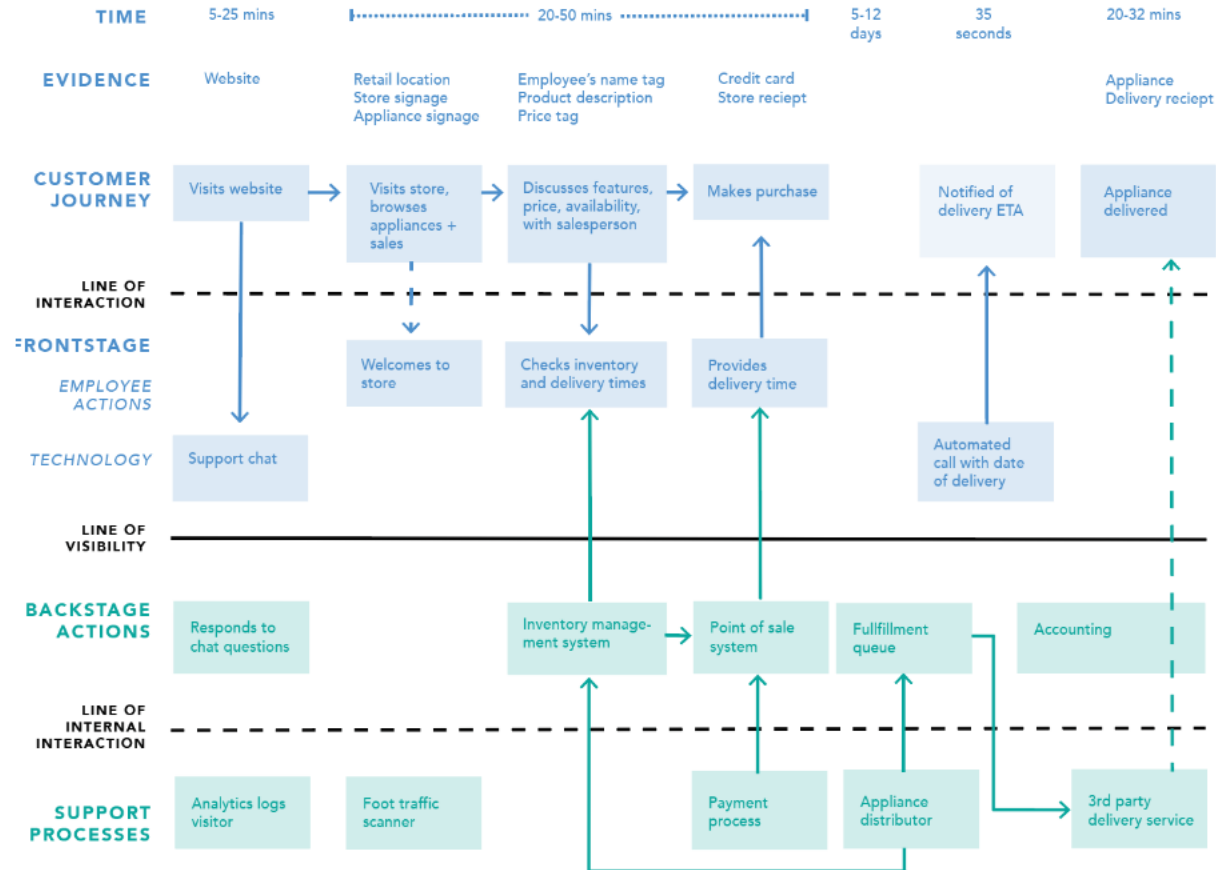 TIME
5-25 mins
20-50 mins
5-12
days
35
seconds
20-32 mins
EVIDENCE
Website
Retail location
Store signage
Appliance signage
Employee's name tag
Product description
Price tag
Credit card
Store reciept
Appliance
Delivery reciept
CUSTOMER
JOURNEY
Visits website
Visits store,
browses
appliances +
sales
Discusses features,
price, availability,
with salesperson
Makes purchase
Notified of
delivery ETA
Appliance
delivered
LINE OF
INTERACTION
FRONTSTAGE
EMPLOYEE
ACTIONS
Welcomes to
store
Checks inventory
and delivery times
Provides
delivery time
TECHNOLOGY
Support chat
Automated
call with date
of delivery
LINE OF
VISIBILITY
BACKSTAGE
ACTIONS
Responds to
chat questions
Inventory manage-
ment system
Point of sale
system
Fullfillment
queue
Accounting
LINE OF
INTERNAL
INTERACTION
SUPPORT
PROCESSES
Analytics logs
visitor
Foot traffic
scanner
Payment
process
Appliance
distributor
3rd party
delivery service